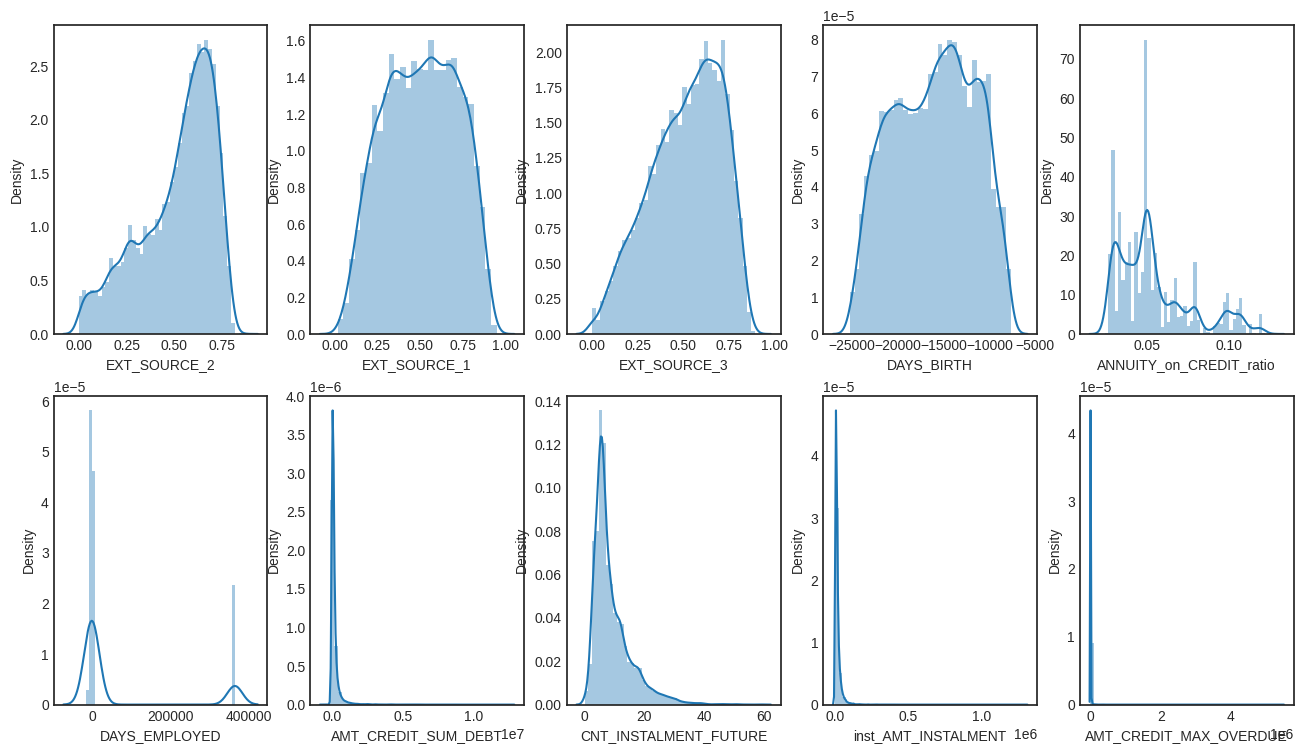 1e−5
2.5
2.0
1.5
1.0
0.5
0.0
Density
0.00 0.25 0.50 0.75
EXT_SOURCE_2
1.6
1.4
1.2
1.0
0.8
0.6
0.4
0.2
0.0
Density
0.00 0.25 0.50 0.75 1.00
EXT_SOURCE_1
2.00
1.75
1.50
1.25
1.00
0.75
0.50
0.25
0.00
Density
0.00 0.25 0.50 0.75 1.00
EXT_SOURCE_3
8
7
6
5
4
3
2
1
0
Density
−25000 −20000 −15000 −10000 −5000
DAYS_BIRTH
70
60
50
40
30
20
10
0
Density
0.05 0.10
ANNUITY_on_CREDIT_ratio
1e−5
6
5
4
3
2
1
0
Density
0 200000 400000
DAYS_EMPLOYED
1e−6
4.0
3.5
3.0
2.5
2.0
1.5
1.0
0.5
0.0
Density
0.0 0.5 1.0
1e7
AMT_CREDIT_SUM_DEBT
0.14
0.12
0.10
0.08
0.06
0.04
0.02
0.00
Density
0 20 40 60
CNT_INSTALMENT_FUTURE
1e−5
4
3
2
1
0
Density
0.0 0.5 1.0
1e6
inst_AMT_INSTALMENT
1e−5
4
3
2
1
0
Density
0 2 4
1e6
AMT_CREDIT_MAX_OVERDUE